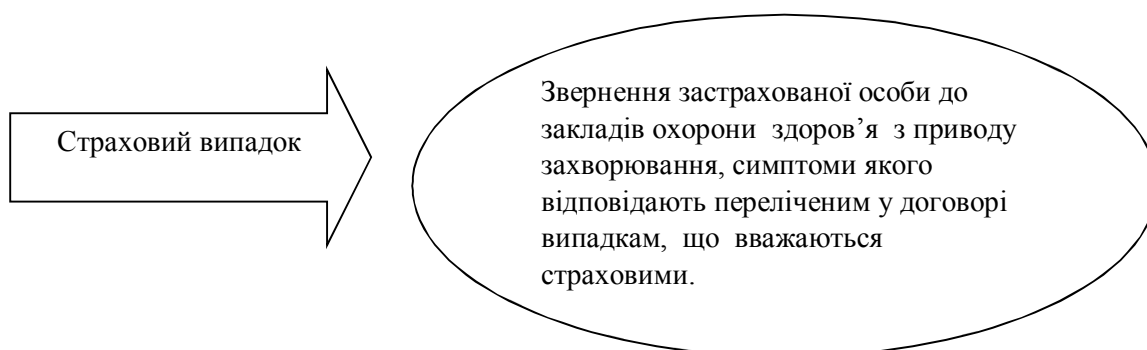 Страховий випадок
Звернення застрахованої особи до
закладів охорони здоров’я з приводу
захворювання, симптоми якого
відповідають переліченим у договорі
випадкам, що вважаються
страховими.